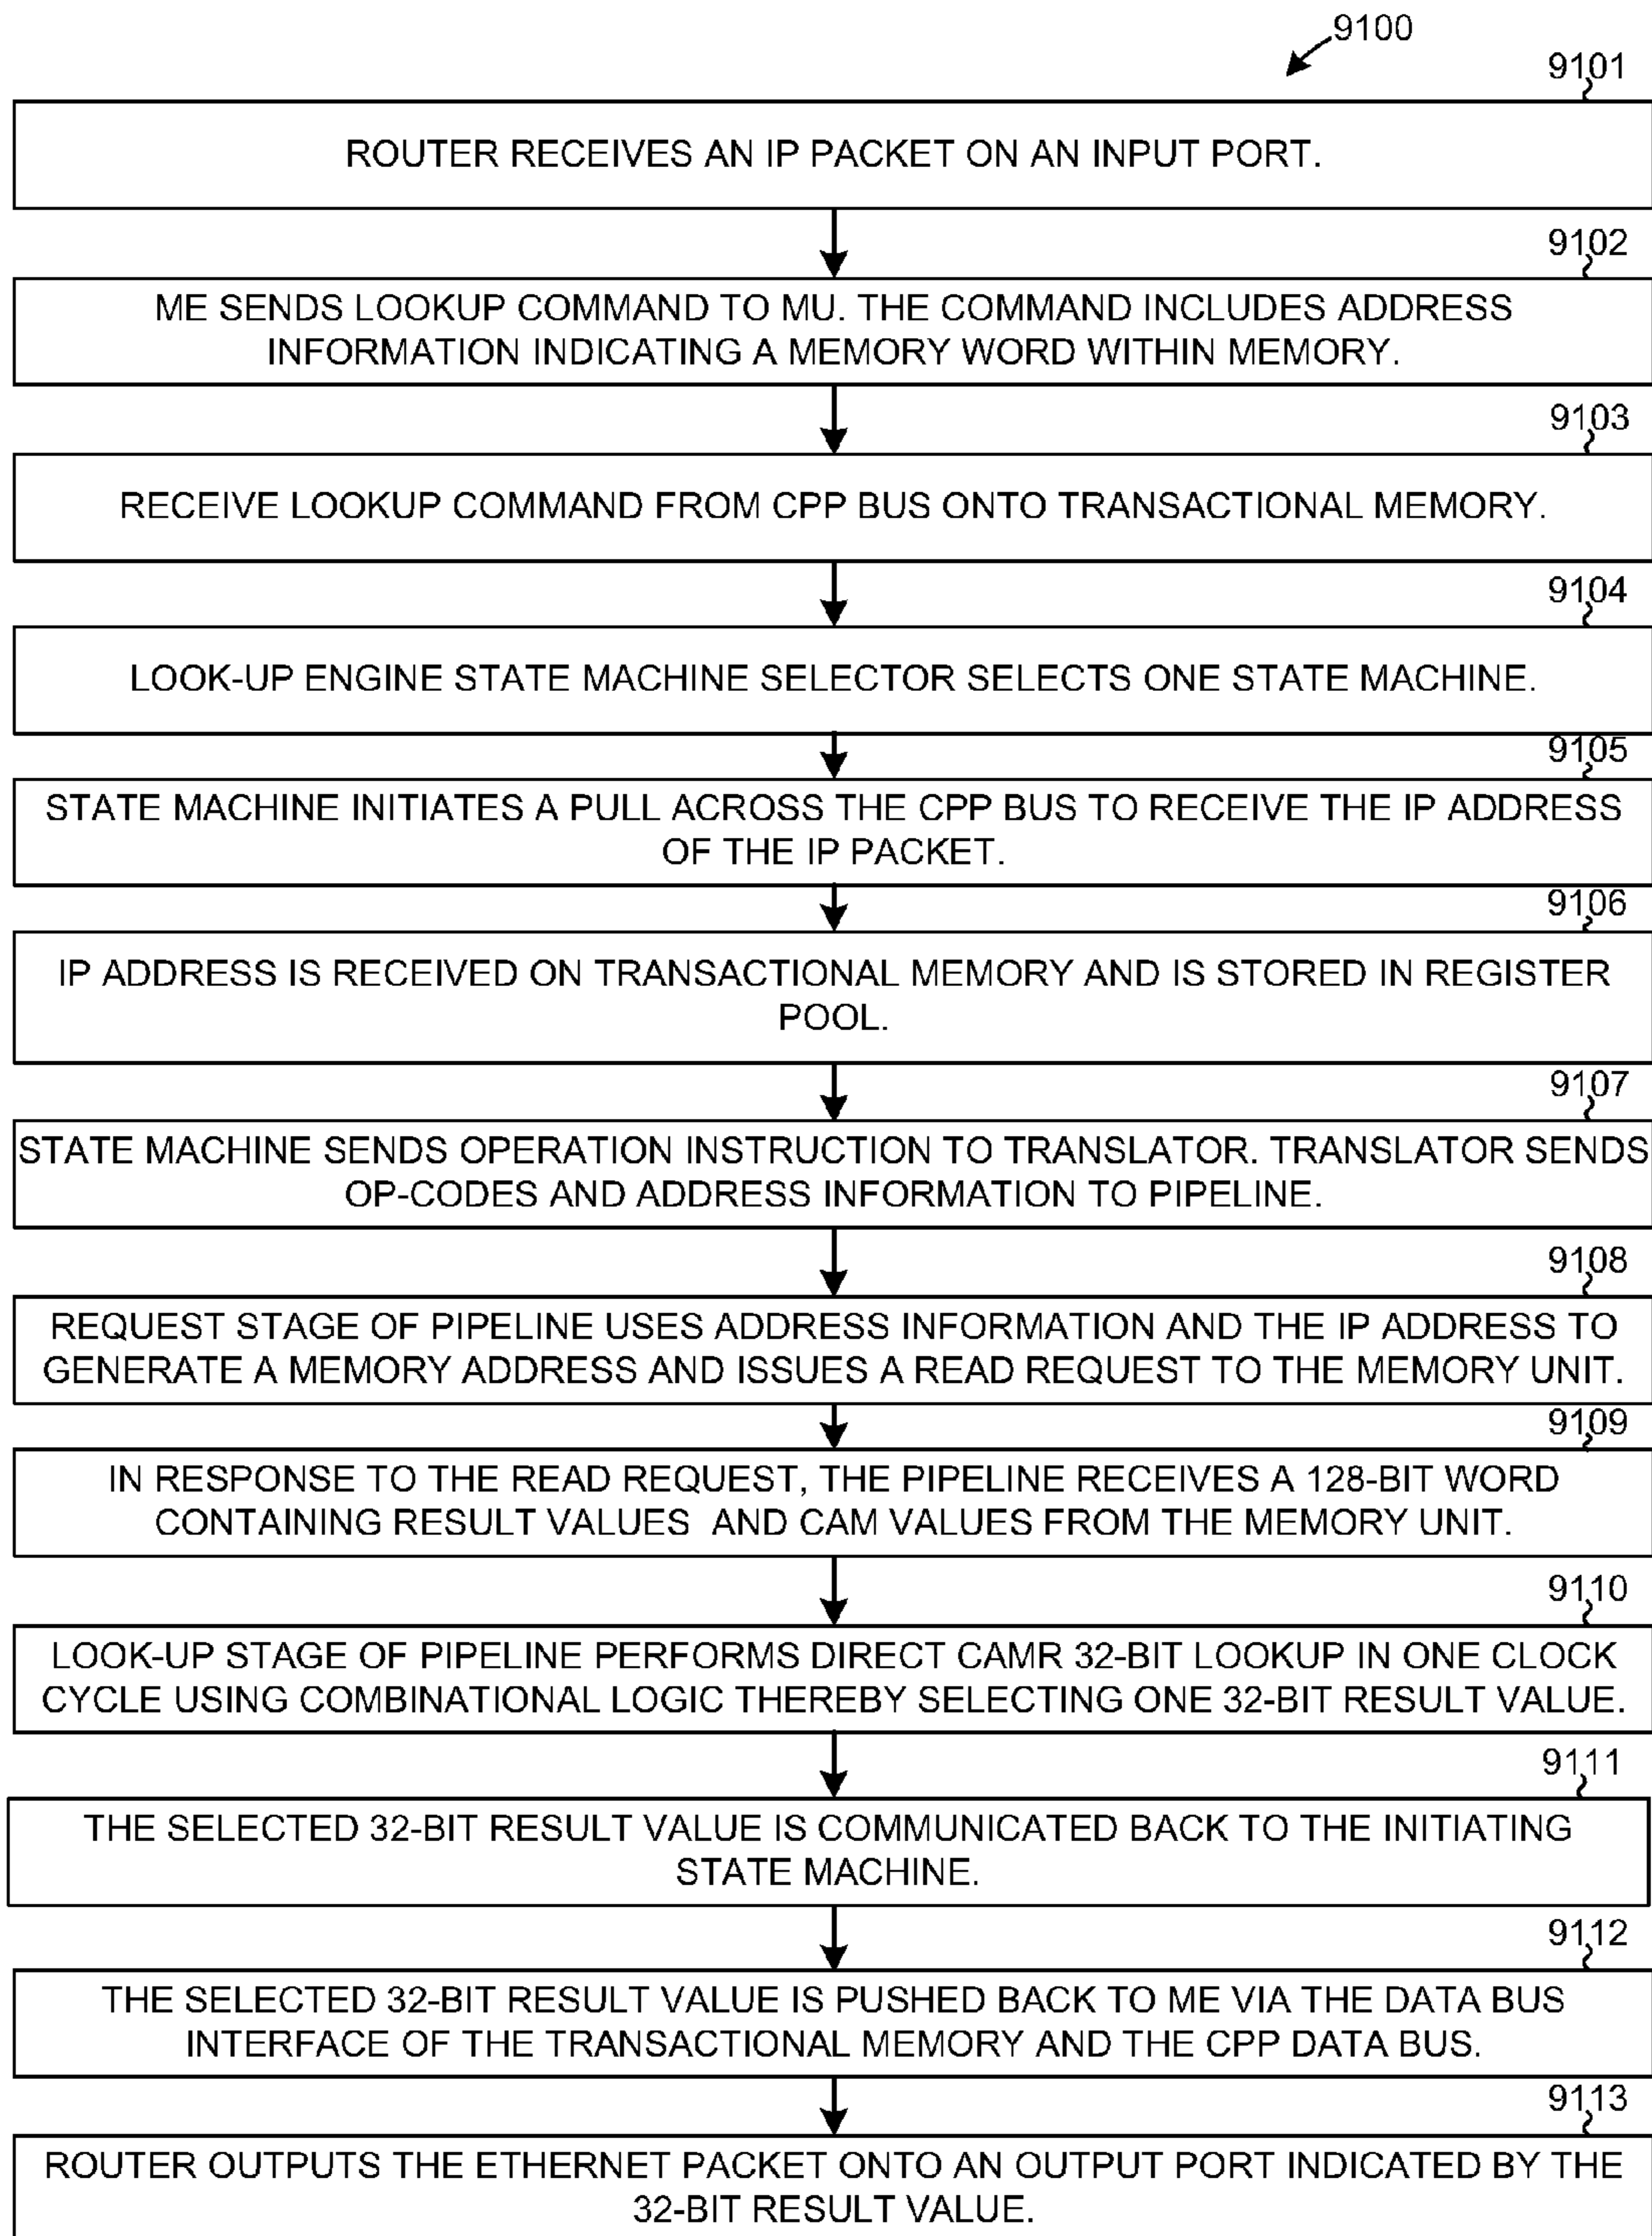 9100
9101
ROUTER RECEIVES AN IP PACKET ON AN INPUT PORT.
9102
ME SENDS LOOKUP COMMAND TO MU. THE COMMAND INCLUDES ADDRESS
INFORMATION INDICATING A MEMORY WORD WITHIN MEMORY.
9103
RECEIVE LOOKUP COMMAND FROM CPP BUS ONTO TRANSACTIONAL MEMORY.
9104
LOOK-UP ENGINE STATE MACHINE SELECTOR SELECTS ONE STATE MACHINE.
9105
STATE MACHINE INITIATES A PULL ACROSS THE CPP BUS TO RECEIVE THE IP ADDRESS
OF THE IP PACKET.
9106
IP ADDRESS IS RECEIVED ON TRANSACTIONAL MEMORY AND IS STORED IN REGISTER
POOL.
9107
STATE MACHINE SENDS OPERATION INSTRUCTION TO TRANSLATOR. TRANSLATOR SENDS
OP-CODES AND ADDRESS INFORMATION TO PIPELINE.
9108
REQUEST STAGE OF PIPELINE USES ADDRESS INFORMATION AND THE IP ADDRESS TO
GENERATE A MEMORY ADDRESS AND ISSUES A READ REQUEST TO THE MEMORY UNIT.
9109
IN RESPONSE TO THE READ REQUEST, THE PIPELINE RECEIVES A 128-BIT WORD
CONTAINING RESULT VALUES AND CAM VALUES FROM THE MEMORY UNIT.
9110
LOOK-UP STAGE OF PIPELINE PERFORMS DIRECT CAMR 32-BIT LOOKUP IN ONE CLOCK
CYCLE USING COMBINATIONAL LOGIC THEREBY SELECTING ONE 32-BIT RESULT VALUE.
9111
THE SELECTED 32-BIT RESULT VALUE IS COMMUNICATED BACK TO THE INITIATING
STATE MACHINE.
9112
THE SELECTED 32-BIT RESULT VALUE IS PUSHED BACK TO ME VIA THE DATA BUS
INTERFACE OF THE TRANSACTIONAL MEMORY AND THE CPP DATA BUS.
9113
ROUTER OUTPUTS THE ETHERNET PACKET ONTO AN OUTPUT PORT INDICATED BY THE
32-BIT RESULT VALUE.